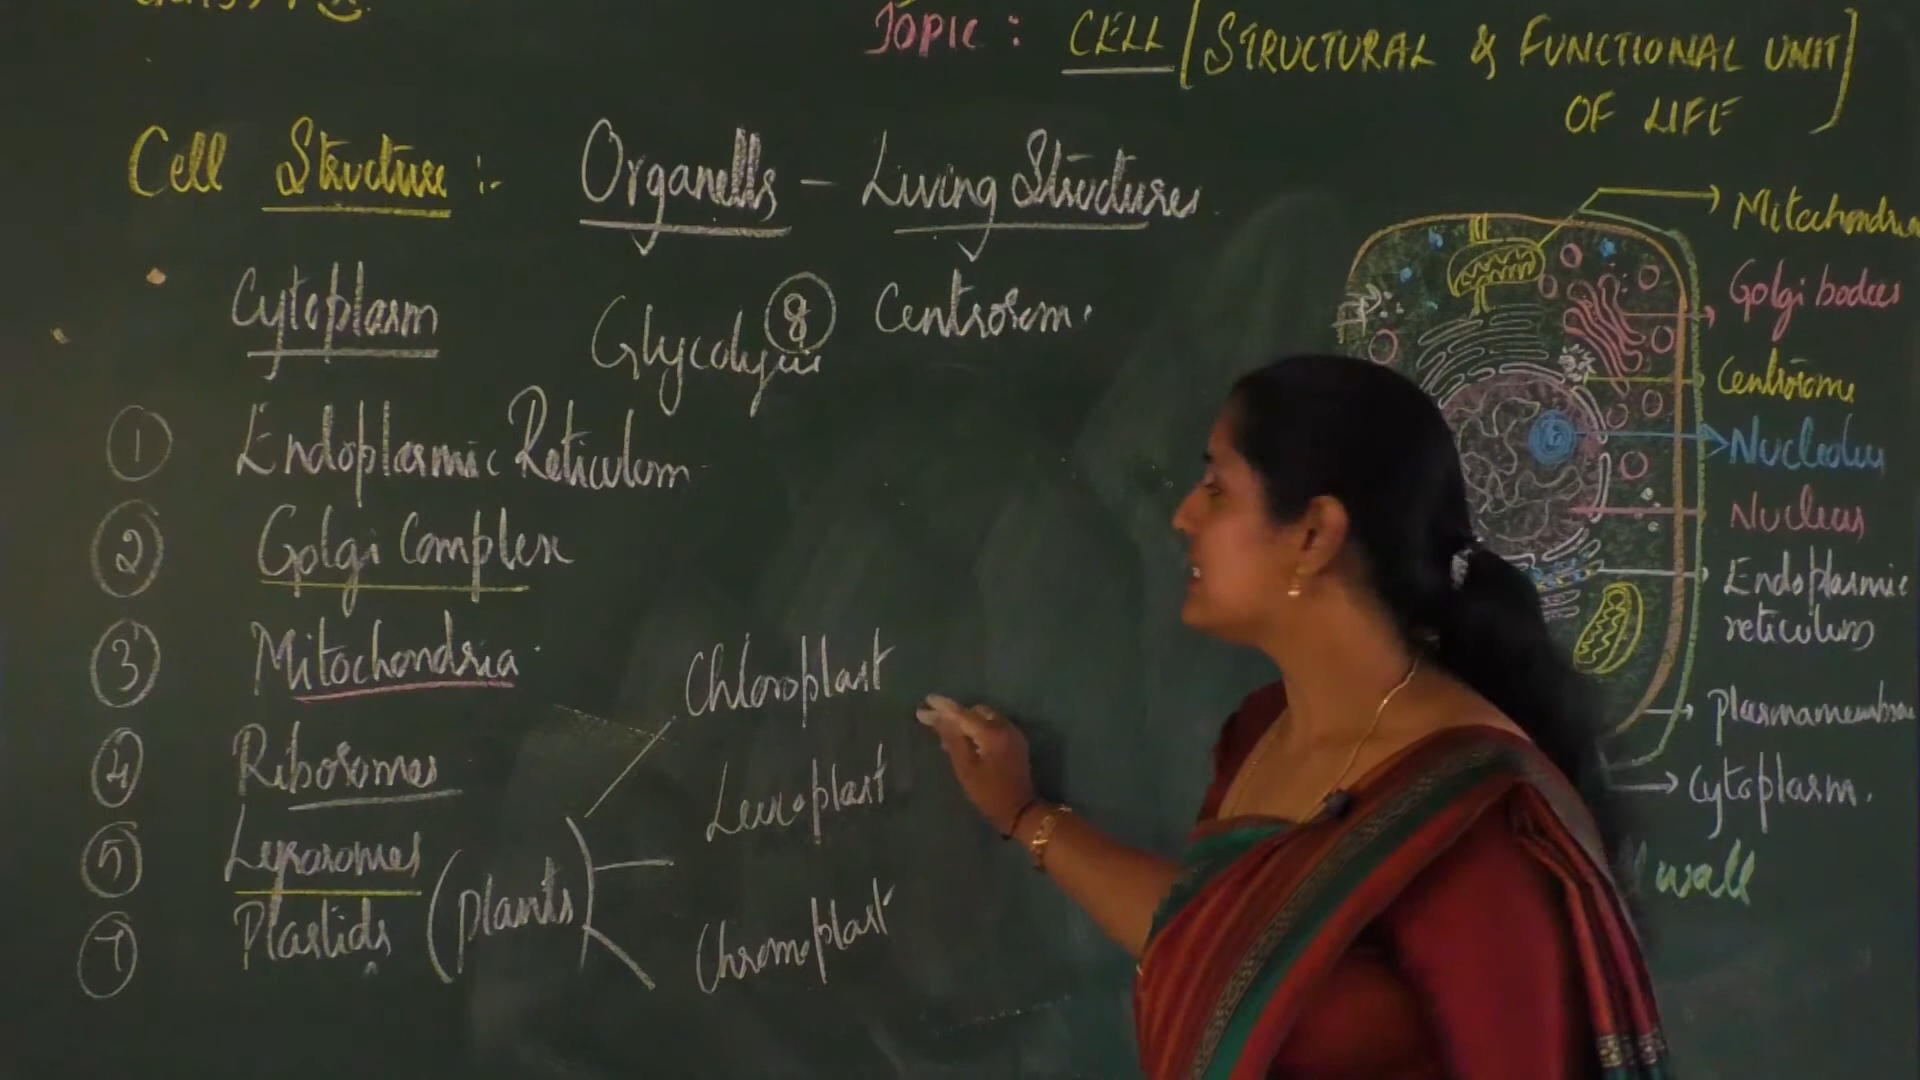 TOPIC : CELL [STRUCTURAL & FUNCTIONAL UNIT]
OF LIFE
Cell Structure :- Organells - Living Structures
Cytoplasm
Glycolysis
8 Centrosom.
1 Endoplasmic Reticulum
2 Golgi Complex
3 Mitochondria
4 Ribosomes
5 Lysosomes
7 Plastids (plants)
Chloroplast
Leucoplast
Chromoplast
Mitochondria
Golgi bodies
Centrosome
Nucleolus
Nucleus
Endoplasmic
reticulum
Plasmamembrane
Cytoplasm.
wall